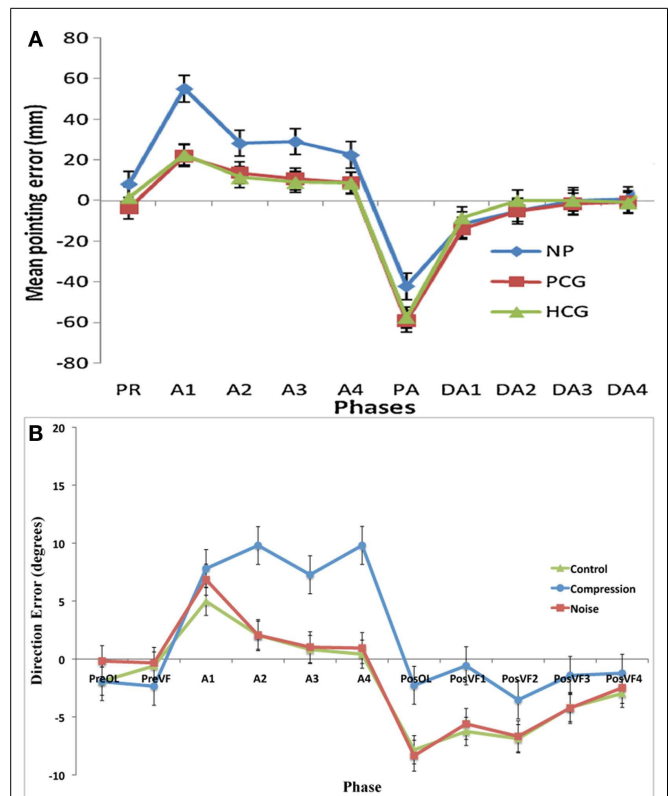 A
Mean pointing error (mm)
80
60
40
20
0
-20
-40
-60
-80
NP
PCG
HCG
PR A1 A2 A3 A4 PA DA1 DA2 DA3 DA4
Phases
B
Direction Error (degrees)
20
15
10
5
0
-5
-10
Control
Compression
Noise
PreOL PreVF A1 A2 A3 A4 PosOL PosVF1 PosVF2 PosVF3 PosVF4
Phase